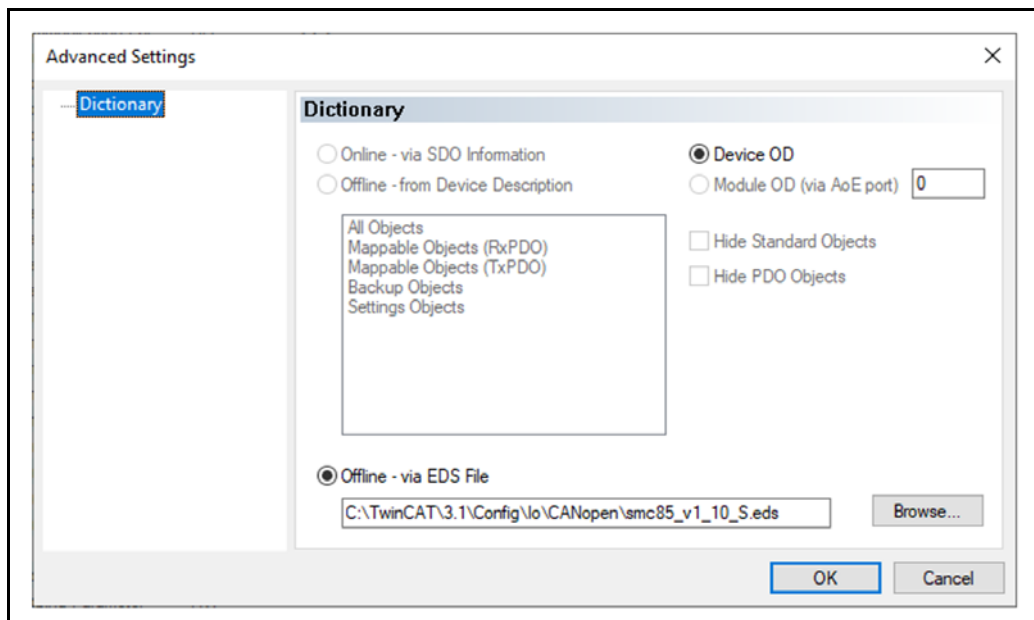 Advanced Settings
Dictionary
Dictionary
Online - via SDO Information
Device OD
Offline - from Device Description
Module OD (via AoE port) 0
All Objects
Mappable Objects (RxPDO)
Mappable Objects (TxPDO)
Backup Objects
Settings Objects
Hide Standard Objects
Hide PDO Objects
Offline - via EDS File
C:\TwinCAT\3.1\Config\Io\CANopen\smc85_v1_10_S.eds
Browse...
OK
Cancel